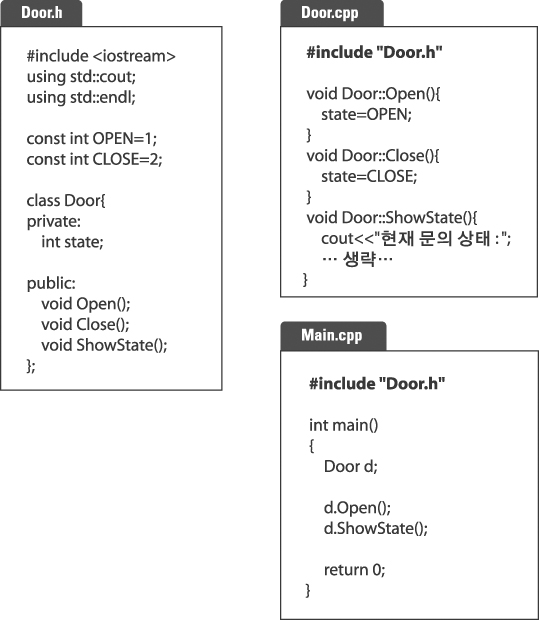 Door.h
#include <iostream>
using std::cout;
using std::endl;
const int OPEN=1;
const int CLOSE=2;
class Door{
private:
int state;
public:
void Open();
void Close();
void ShowState();
};
Door.cpp
#include "Door.h"
void Door::Open(){
state=OPEN;
}
void Door::Close(){
state=CLOSE;
}
void Door::ShowState(){
cout<<"현재 문의 상태 : ";
… 생략…
}
Main.cpp
#include "Door.h"
int main()
{
Door d;
d.Open();
d.ShowState();
return 0;
}